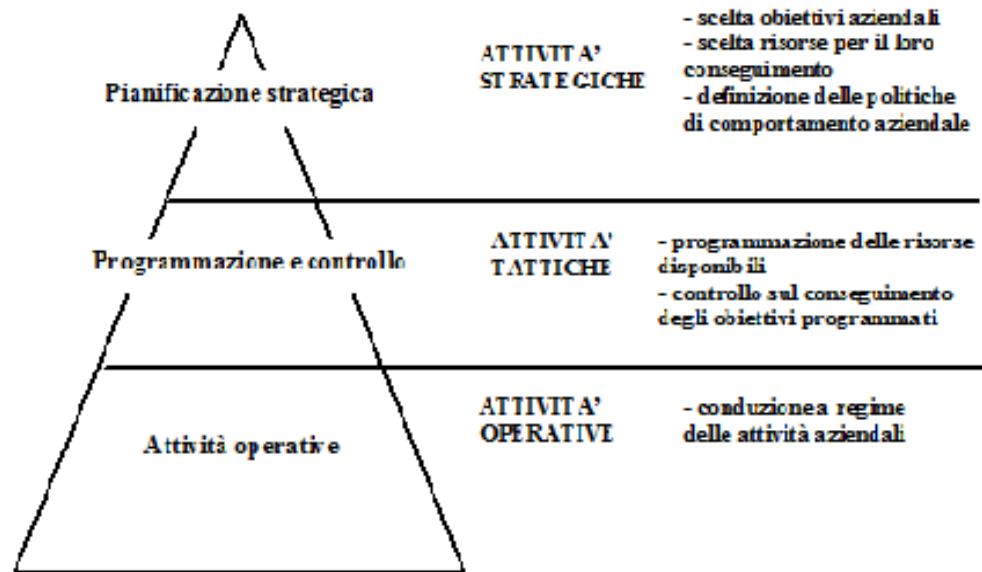 Pianificazione strategica
ATTIVITA'
STRATEGICHE
- scelta obiettivi aziendali
- scelta risorse per il loro
conseguimento
- definizione delle politiche
di comportamento aziendale
Programmazione e controllo
ATTIVITA'
TATTICHE
- programmazione delle risorse
disponibili
- controllo sul conseguimento
degli obiettivi programmati
Attività operative
ATTIVITA'
OPERATIVE
- conduzione a regime
delle attività aziendali